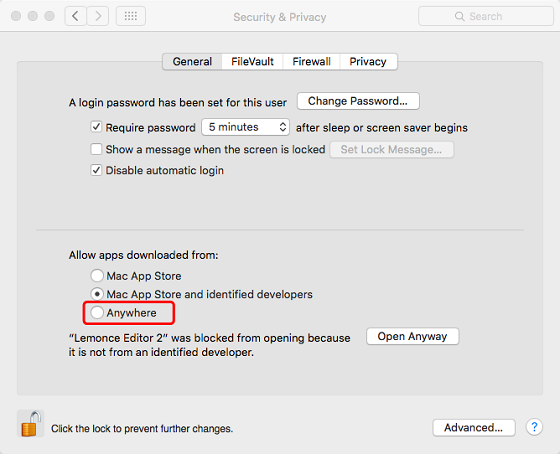 Security & Privacy
Search
General FileVault Firewall Privacy
A login password has been set for this user Change Password...
Require password 5 minutes after sleep or screen saver begins
Show a message when the screen is locked Set Lock Message...
Disable automatic login
Allow apps downloaded from:
Mac App Store
Mac App Store and identified developers
Anywhere
“Lemonce Editor 2” was blocked from opening because Open Anyway
it is not from an identified developer.
Click the lock to prevent further changes. Advanced... ?